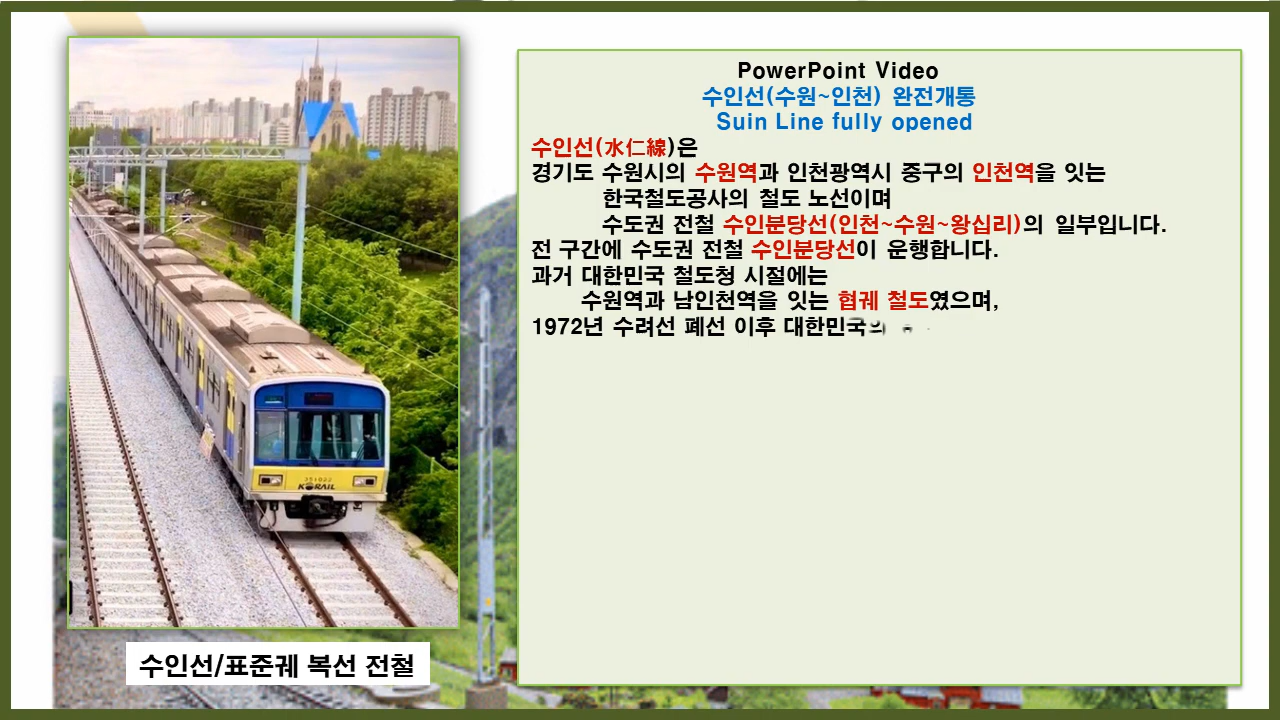 PowerPoint Video
수인선(수원~인천) 완전개통
Suin Line fully opened
수인선(水仁線)은
경기도 수원시의 수원역과 인천광역시 중구의 인천역을 잇는
한국철도공사의 철도 노선이며
수도권 전철 수인분당선(인천~수원~왕십리)의 일부입니다.
전 구간에 수도권 전철 수인분당선이 운행합니다.
과거 대한민국 철도청 시절에는
수원역과 남인천역을 잇는 협궤 철도였으며,
1972년 수려선 폐선 이후 대한민국의
351022
KORAIL
수인선/표준궤 복선 전철